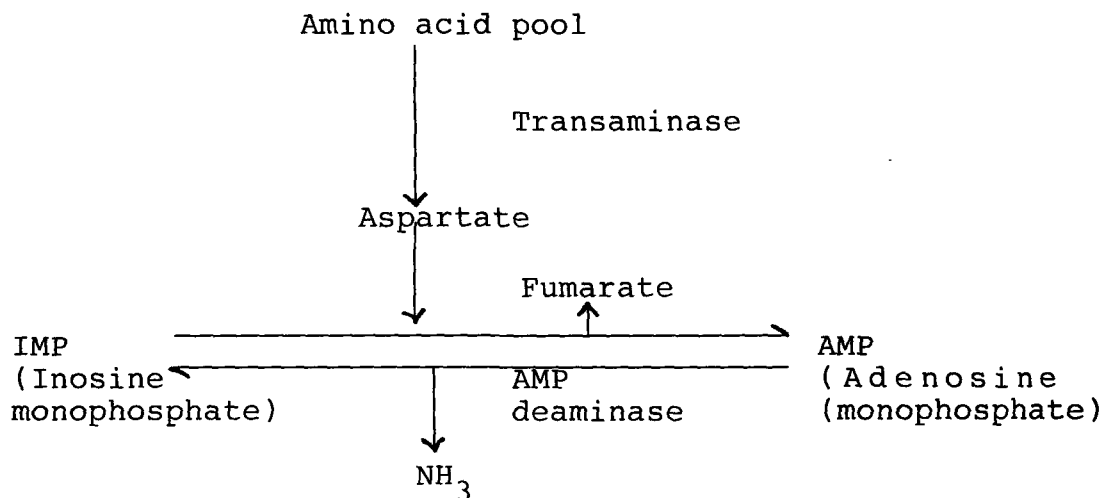 Amino acid pool
Transaminase
Aspartate
Fumarate
IMP
(Inosine
monophosphate)
AMP
deaminase
AMP
(Adenosine
(monophosphate)
NH3